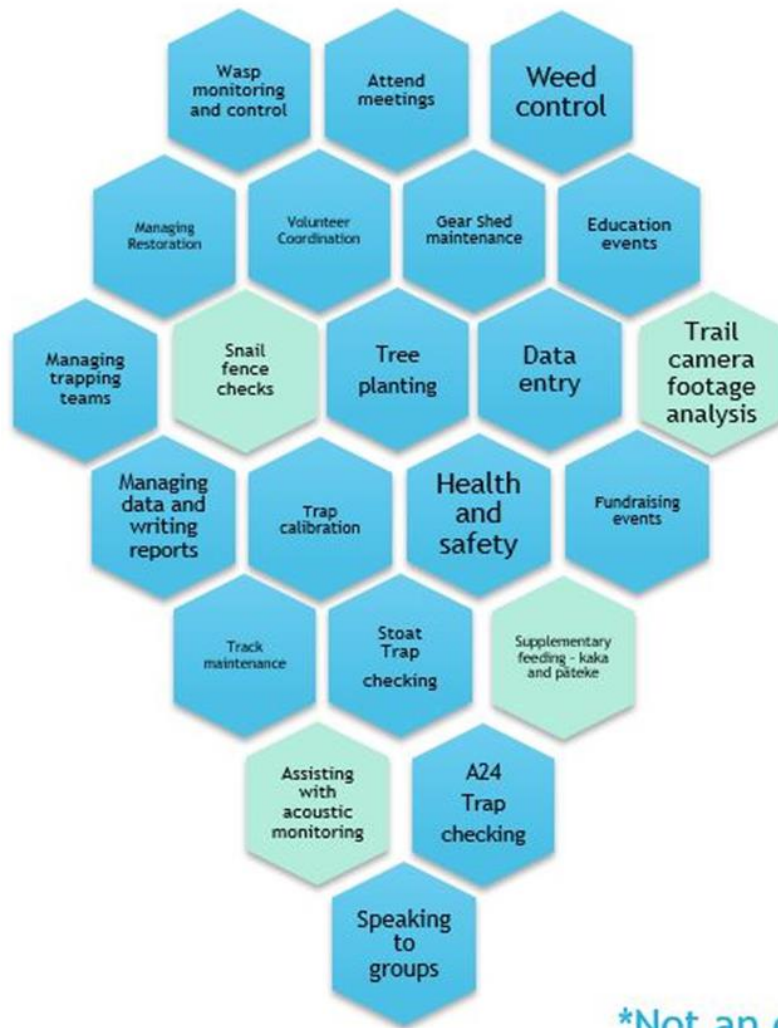 Wasp
monitoring
and control
Attend
meetings
Weed
control
Managing
Restoration
Volunteer
Coordination
Gear Shed
maintenance
Education
events
Managing
trapping
teams
Snail
fence
checks
Tree
planting
Data
entry
Trail
camera
footage
analysis
Managing
data and
writing
reports
Trap
calibration
Health
and
safety
Fundraising
events
Track
maintenance
Stoat
Trap
checking
Supplementary
feeding - kaka
and pāteke
Assisting
with
acoustic
monitoring
A24
Trap
checking
Speaking
to
groups
*Not an